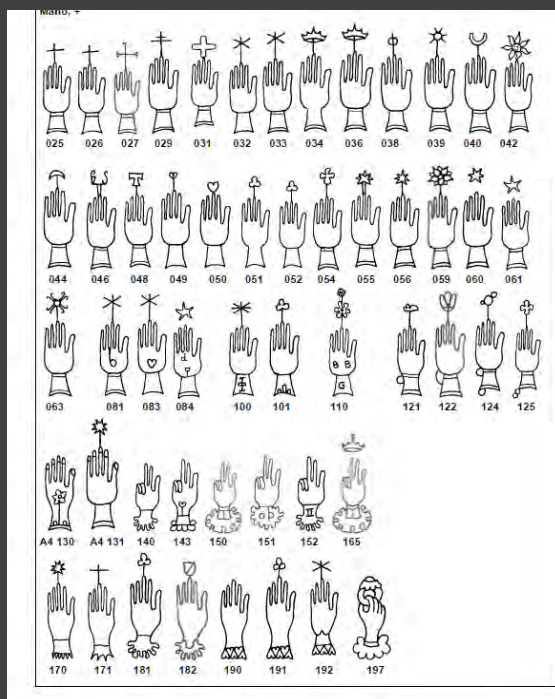 Mano, +
025 026 027 029 031 032 033 034 036 038 039 040 042
044 046 048 049 050 051 052 054 055 056 059 060 061
063 081 083 084 100 101 110 121 122 124 125
d
B B
G
A4 130 A4 131 140 143 150 151 152 165
II
170 171 181 182 190 191 192 197